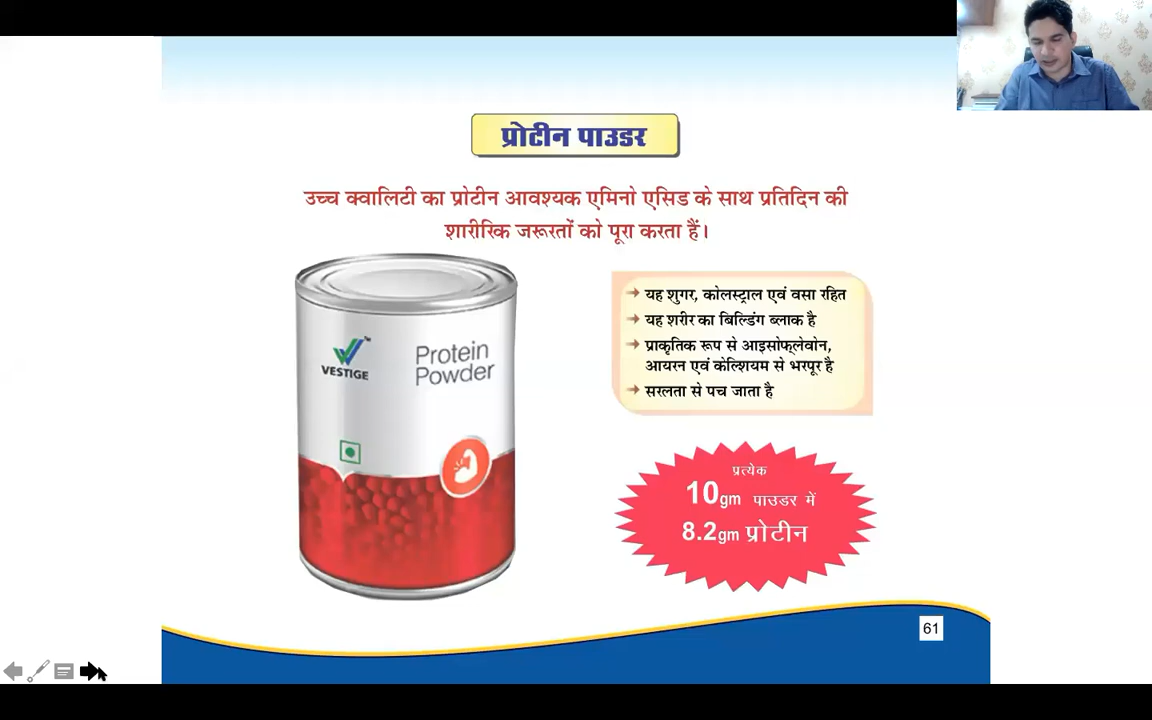 प्रोटीन पाउडर
उच्च क्वालिटी का प्रोटीन आवश्यक एमिनो एसिड के साथ प्रतिदिन की
शारीरिक जरूरतों को पूरा करता हैं।
VESTIGE
Protein
Powder
यह शुगर, कोलस्ट्राल एवं वसा रहित
यह शरीर का बिल्डिंग ब्लाक है
प्राकृतिक रूप से आइसोफ्लेवोन,
आयरन एवं केल्शियम से भरपूर है
सरलता से पच जाता है
प्रत्येक
10gm पाउडर में
8.2gm प्रोटीन
61